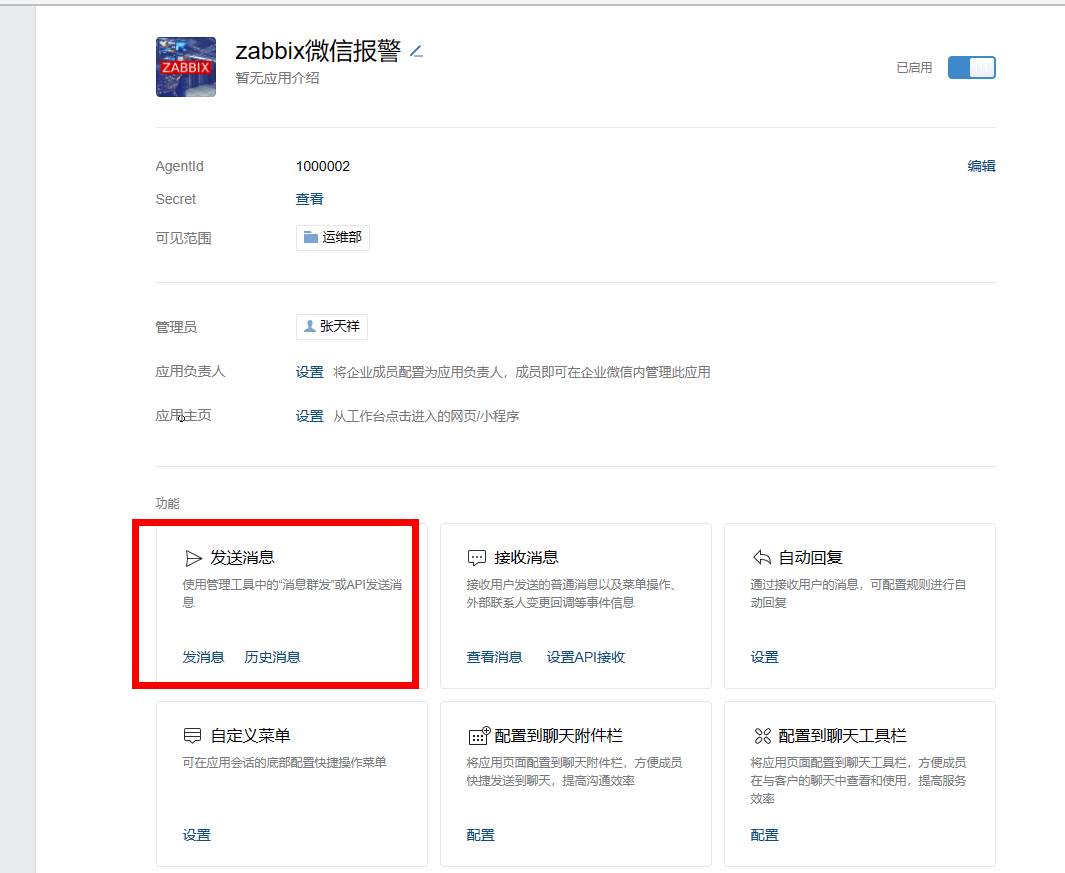 zabbix微信报警
ZABBIX
暂无应用介绍
已启用
AgentId 1000002 编辑
Secret 查看
可见范围 运维部
管理员 张天祥
应用负责人 设置 将企业成员配置为应用负责人，成员即可在企业微信内管理此应用
应用主页 设置 从工作台点击进入的网页/小程序
功能
发送消息
使用管理工具中的“消息群发”或API发送消
息
发消息 历史消息
接收消息
接收用户发送的普通消息以及菜单操作、
外部联系人变更回调等事件信息
查看消息 设置API接收
自动回复
通过接收用户的消息，可配置规则进行自
动回复
设置
自定义菜单
可在应用会话的底部配置快捷操作菜单
设置
配置到聊天附件栏
将应用页面配置到聊天附件栏，方便成员
快捷发送到聊天，提高沟通效率
配置
配置到聊天工具栏
将应用页面配置到聊天工具栏，方便成员
在与客户的聊天中查看和使用，提高服务
效率
配置